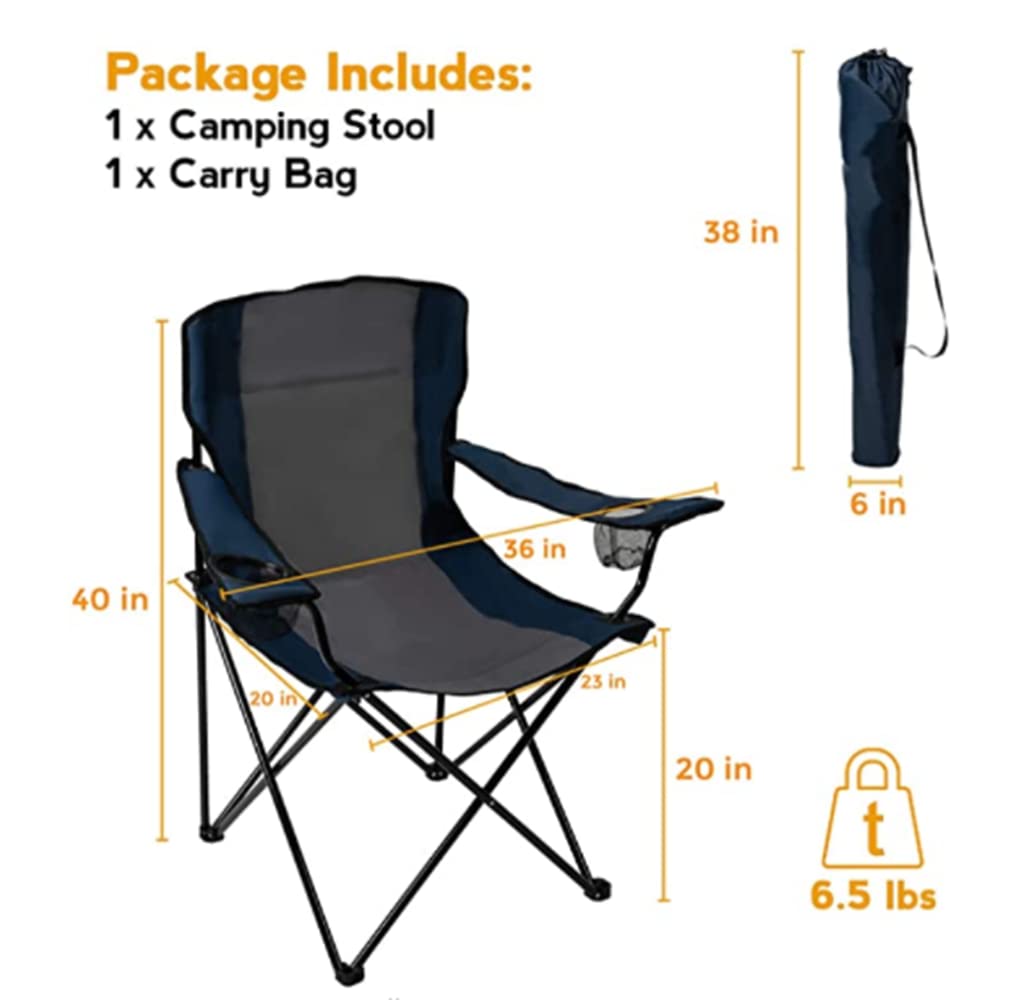 Package Includes:
1 x Camping Stool
1 x Carry Bag
38 in
6 in
36 in
40 in
20 in
23 in
20 in
t
6.5 lbs